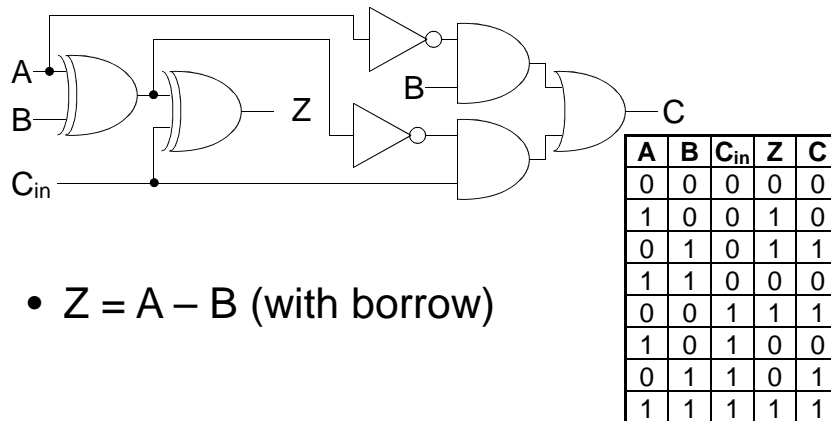 A
B
C
B
Z
Cin
A B Cin Z C
0 0 0 0 0
1 0 0 1 0
0 1 0 1 1
1 1 0 0 0
0 0 1 1 1
1 0 1 0 0
0 1 1 0 1
1 1 1 1 1
• Z = A – B (with borrow)